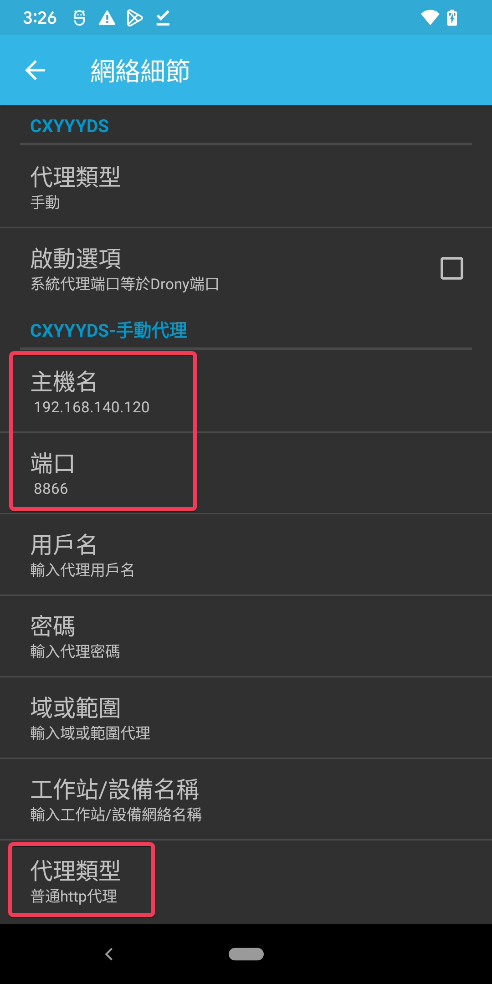 3:26
網絡細節
CXYYYDS
代理類型
手動
啟動選項
系統代理端口等於Drony端口
CXYYYDS-手動代理
主機名
192.168.140.120
端口
8866
用戶名
輸入代理用戶名
密碼
輸入代理密碼
域或範圍
輸入域或範圍代理
工作站/設備名稱
輸入工作站/設備網絡名稱
代理類型
普通http代理